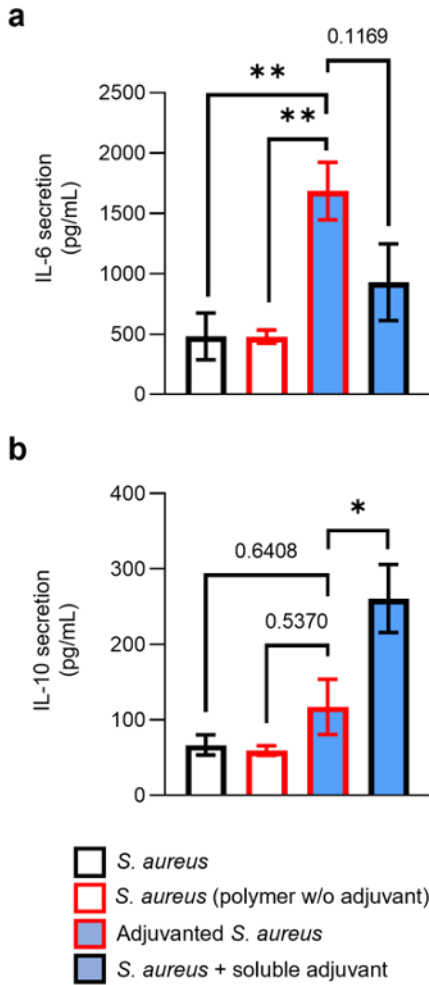 a
0.1169
**
**
2500
2000
1500
1000
500
0
IL-6 secretion
(pg/mL)
b
*
0.6408
0.5370
400
300
200
100
0
IL-10 secretion
(pg/mL)
S. aureus
S. aureus (polymer w/o adjuvant)
Adjuvanted S. aureus
S. aureus + soluble adjuvant